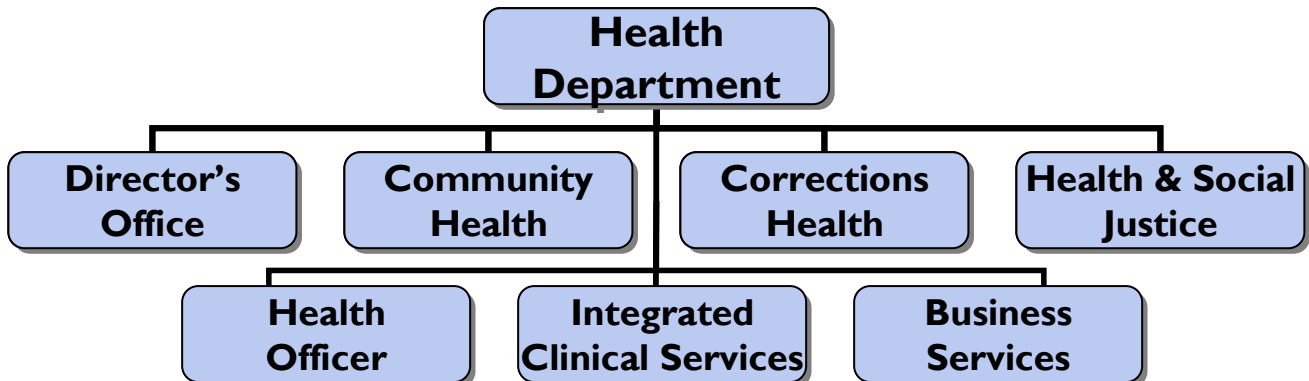 Health
Department
Director's
Office
Community
Health
Corrections
Health
Health & Social
Justice
Health
Officer
Integrated
Clinical Services
Business
Services